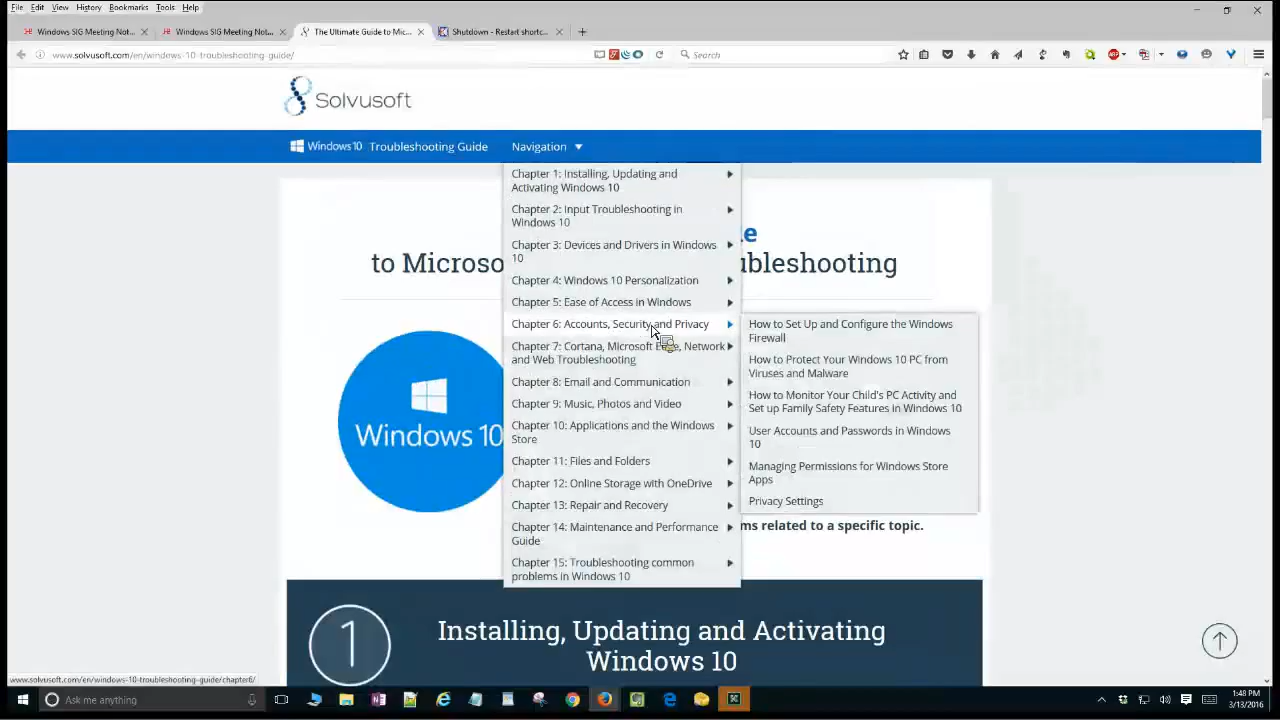 File Edit View History Bookmarks Tools Help
Windows SIG Meeting Not... × Windows SIG Meeting Not... × The Ultimate Guide to Mic... × Shutdown - Restart shortc... × +
www.solvusoft.com/en/windows-10-troubleshooting-guide/ Search
Solvusoft
Windows10 Troubleshooting Guide Navigation
Chapter 1: Installing, Updating and
Activating Windows 10
Chapter 2: Input Troubleshooting in
Windows 10
Chapter 3: Devices and Drivers in Windows
10
Chapter 4: Windows 10 Personalization
Chapter 5: Ease of Access in Windows
Chapter 6: Accounts, Security and Privacy
Chapter 7: Cortana, Microsoft Edge, Network
and Web Troubleshooting
Chapter 8: Email and Communication
Chapter 9: Music, Photos and Video
Chapter 10: Applications and the Windows
Store
Chapter 11: Files and Folders
Chapter 12: Online Storage with OneDrive
Chapter 13: Repair and Recovery
Chapter 14: Maintenance and Performance
Guide
Chapter 15: Troubleshooting common
problems in Windows 10
How to Set Up and Configure the Windows
Firewall
How to Protect Your Windows 10 PC from
Viruses and Malware
How to Monitor Your Child's PC Activity and
Set up Family Safety Features in Windows 10
User Accounts and Passwords in Windows
10
Managing Permissions for Windows Store
Apps
Privacy Settings
e
to Microso ubleshooting
Windows 10
ms related to a specific topic.
1
Installing, Updating and Activating
Windows 10
www.solvusoft.com/en/windows-10-troubleshooting-guide/chapter6/
Ask me anything
1:48 PM
3/13/2016